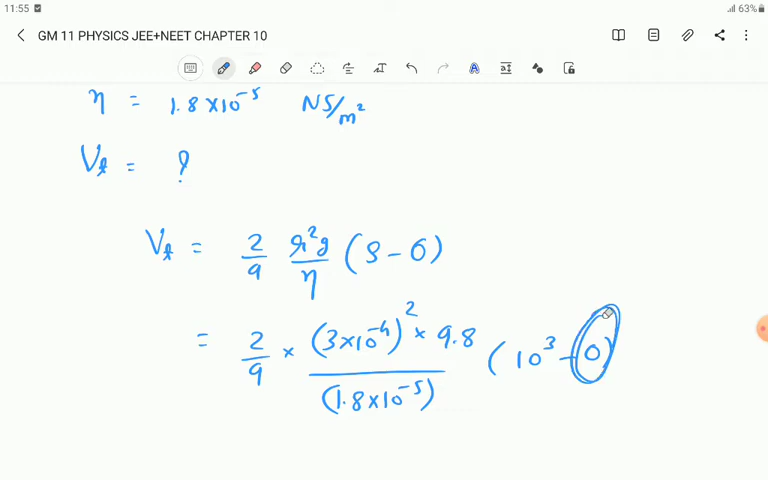 11:55 63%
GM 11 PHYSICS JEE+NEET CHAPTER 10
η = 1.8×10⁻⁵ NS/m²
Vₜ = ?
Vₜ = 2/9 r²g/η (ρ - σ)
= 2/9 × (3×10⁻⁴)² × 9.8/(1.8×10⁻⁵) (10³ - 0)